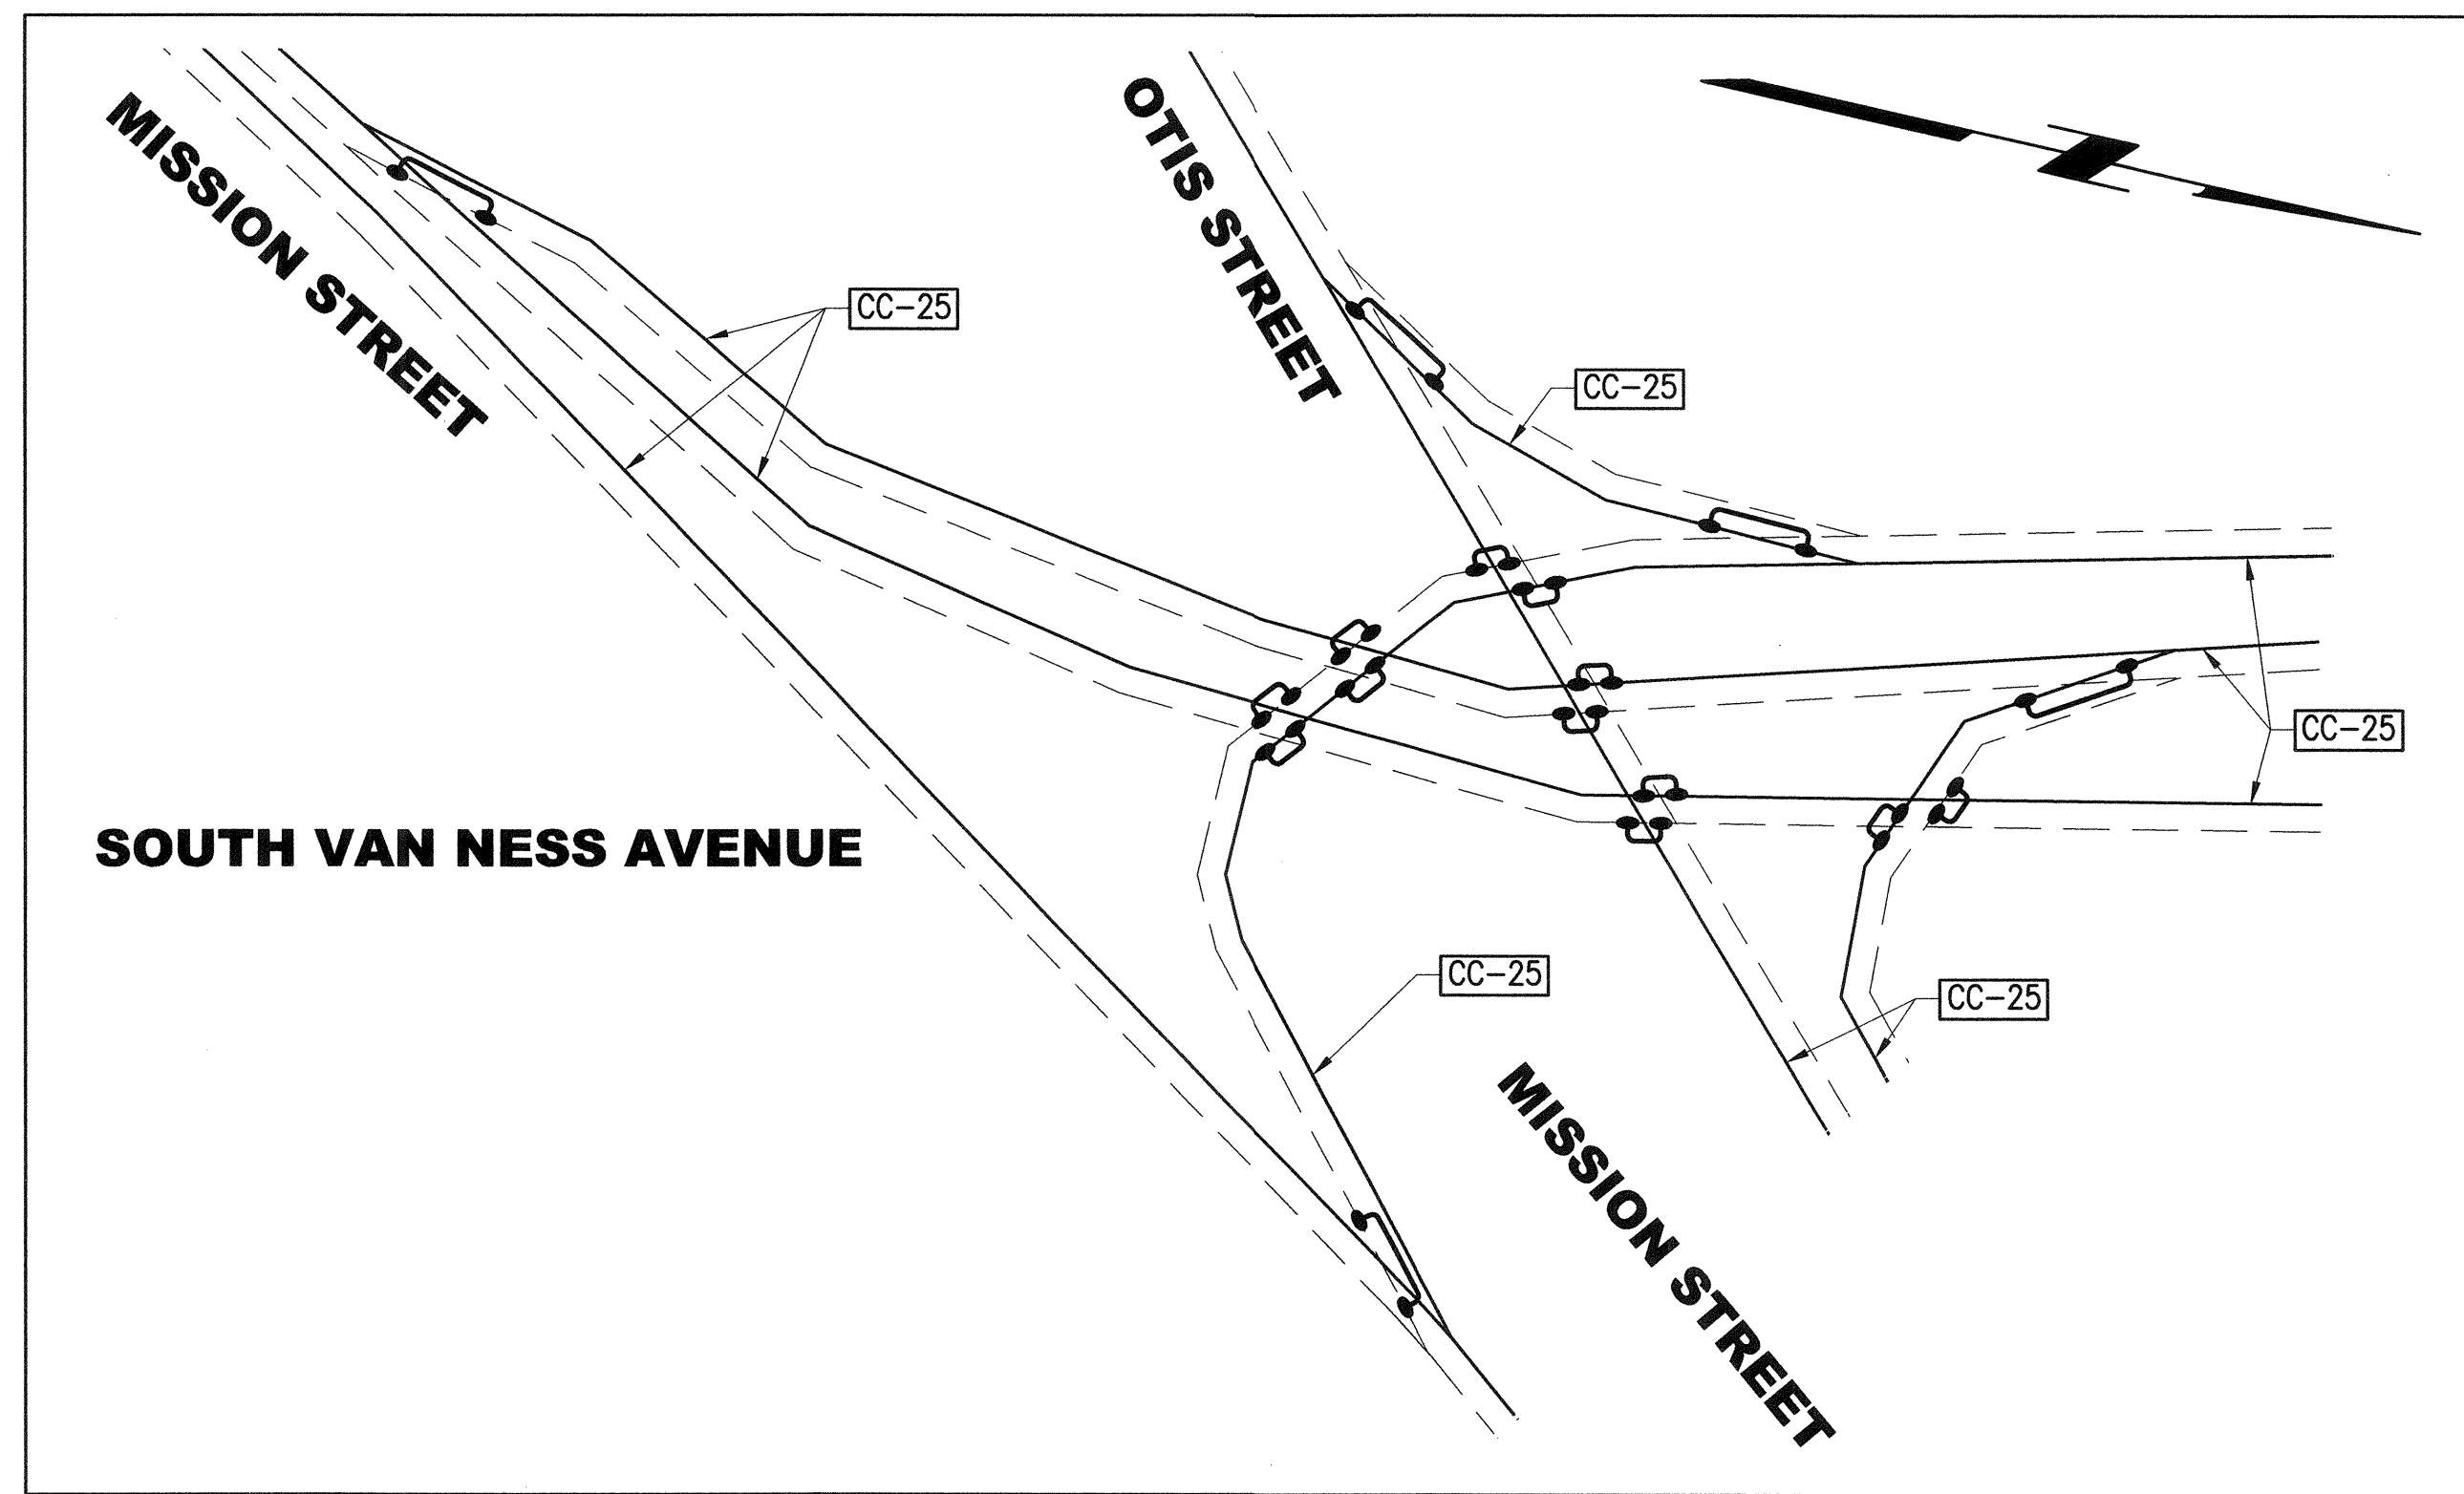 MISSION STREET
OTIS STREET
CC-25
CC-25
CC-25
SOUTH VAN NESS AVENUE
CC-25
CC-25
MISSION STREET